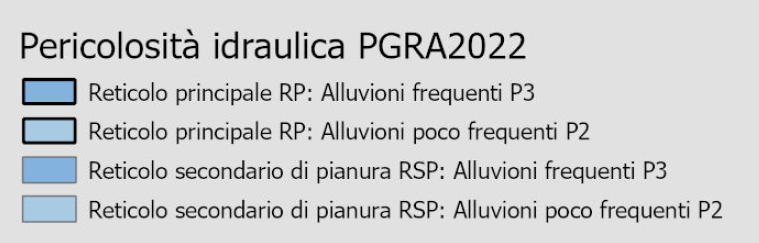 Pericolosità idraulica PGRA2022
Reticolo principale RP: Alluvioni frequenti P3
Reticolo principale RP: Alluvioni poco frequenti P2
Reticolo secondario di pianura RSP: Alluvioni frequenti P3
Reticolo secondario di pianura RSP: Alluvioni poco frequenti P2